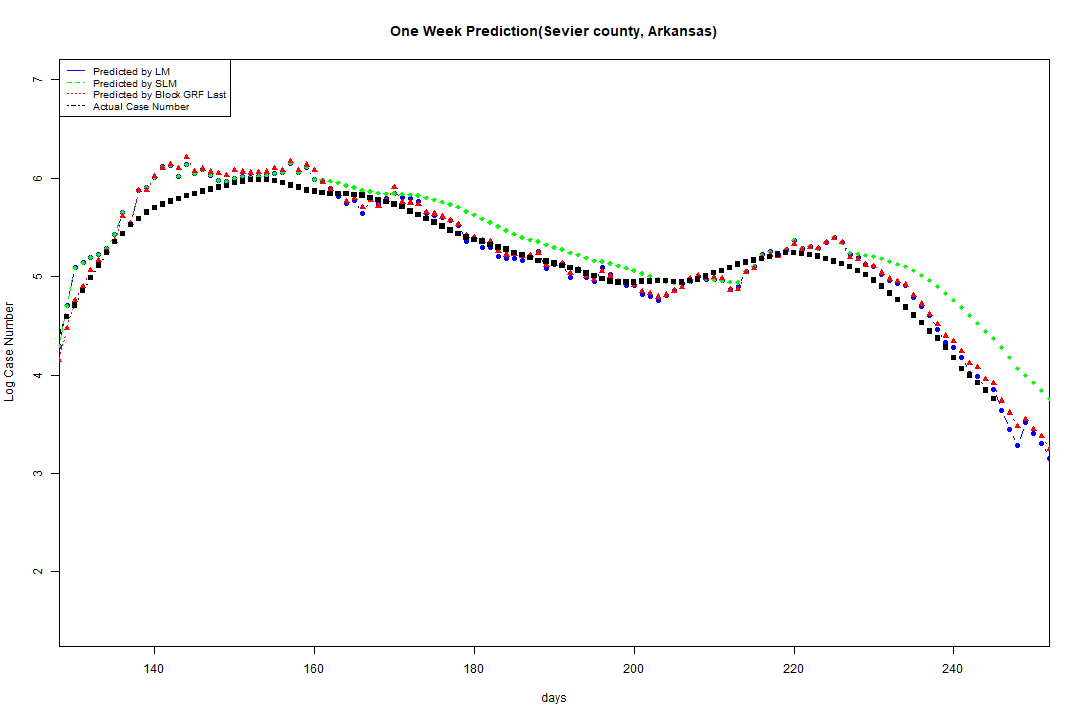 One Week Prediction(Sevier county, Arkansas)
Predicted by LM
Predicted by SLM
Predicted by Block GRF Last
Actual Case Number
7
6
5
4
3
2
Log Case Number
140 160 180 200 220 240
days